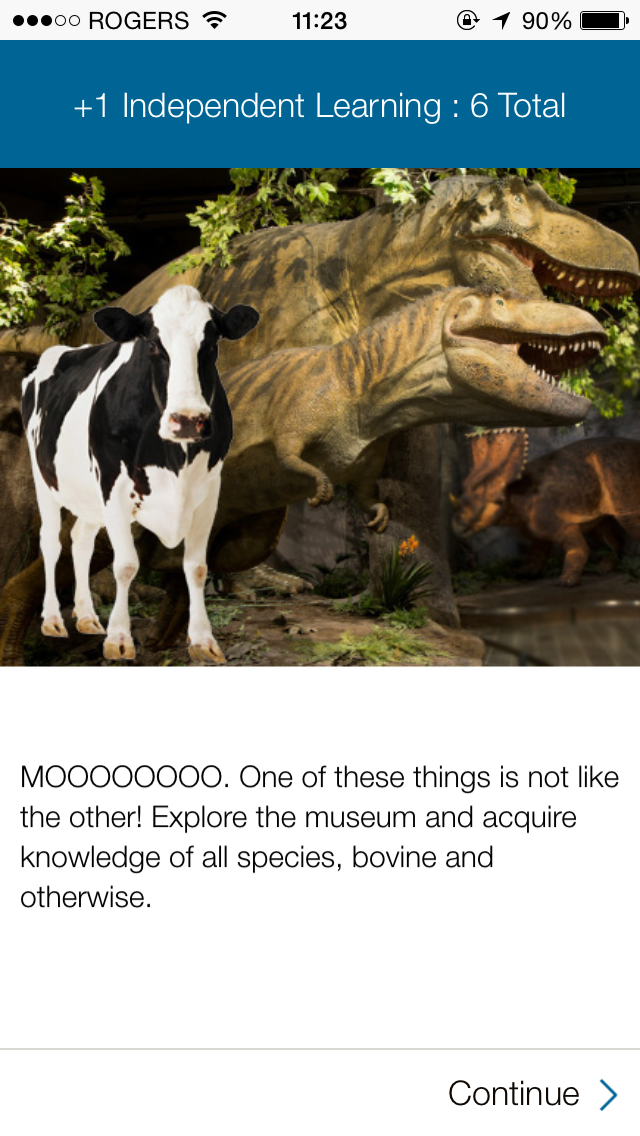 ROGERS 11:23 90%
+1 Independent Learning : 6 Total
MOOOOOOOO. One of these things is not like
the other! Explore the museum and acquire
knowledge of all species, bovine and
otherwise.
Continue